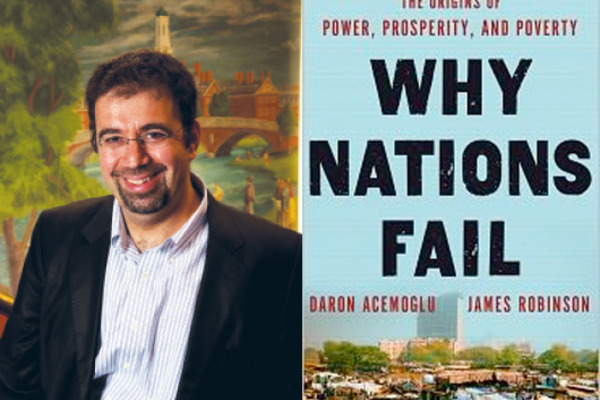 THE ORIGINS OF
POWER, PROSPERITY, AND POVERTY
WHY
NATIONS
FAIL
DARON ACEMOGLU JAMES ROBINSON